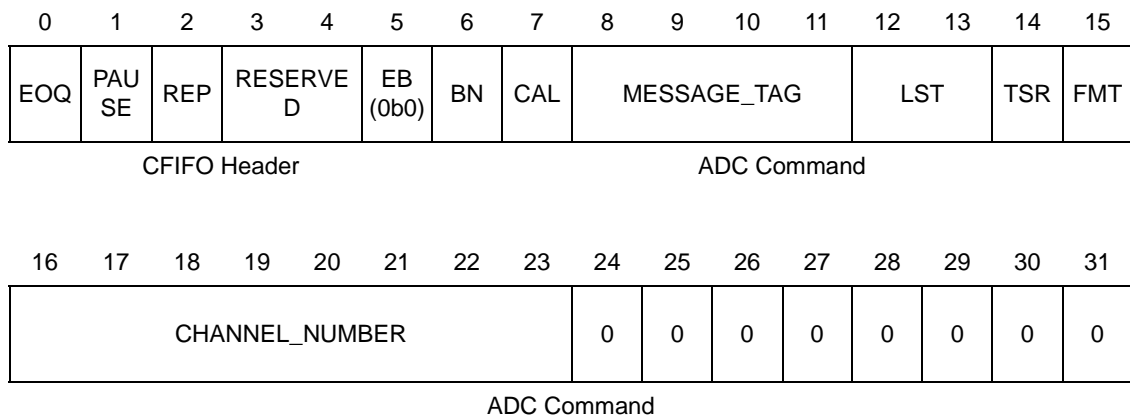 0 1 2 3 4 5 6 7 8 9 10 11 12 13 14 15
EOQ PAU SE REP RESERVE D EB (0b0) BN CAL MESSAGE_TAG LST TSR FMT
CFIFO Header ADC Command
16 17 18 19 20 21 22 23 24 25 26 27 28 29 30 31
CHANNEL_NUMBER 0 0 0 0 0 0 0 0
ADC Command